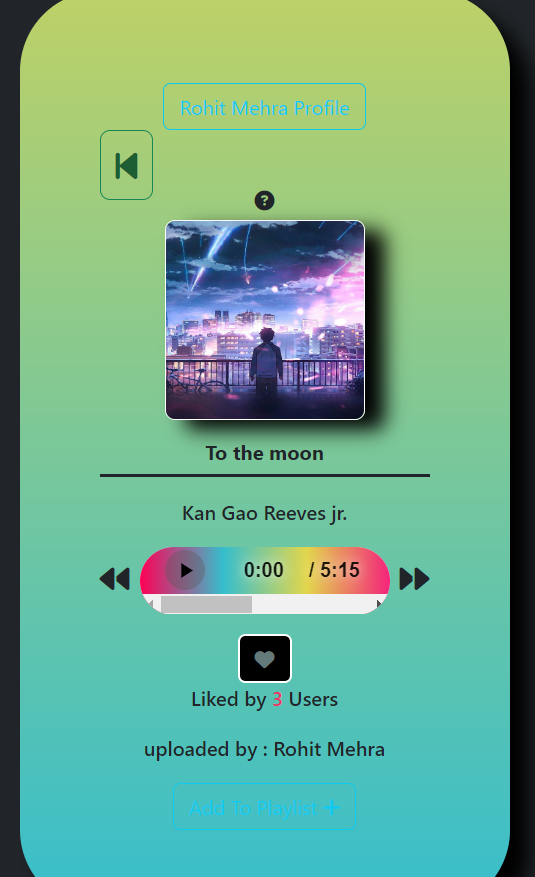 Rohit Mehra Profile
?
To the moon
Kan Gao Reeves jr.
0:00 / 5:15
Liked by 3 Users
uploaded by : Rohit Mehra
Add To Playlist +